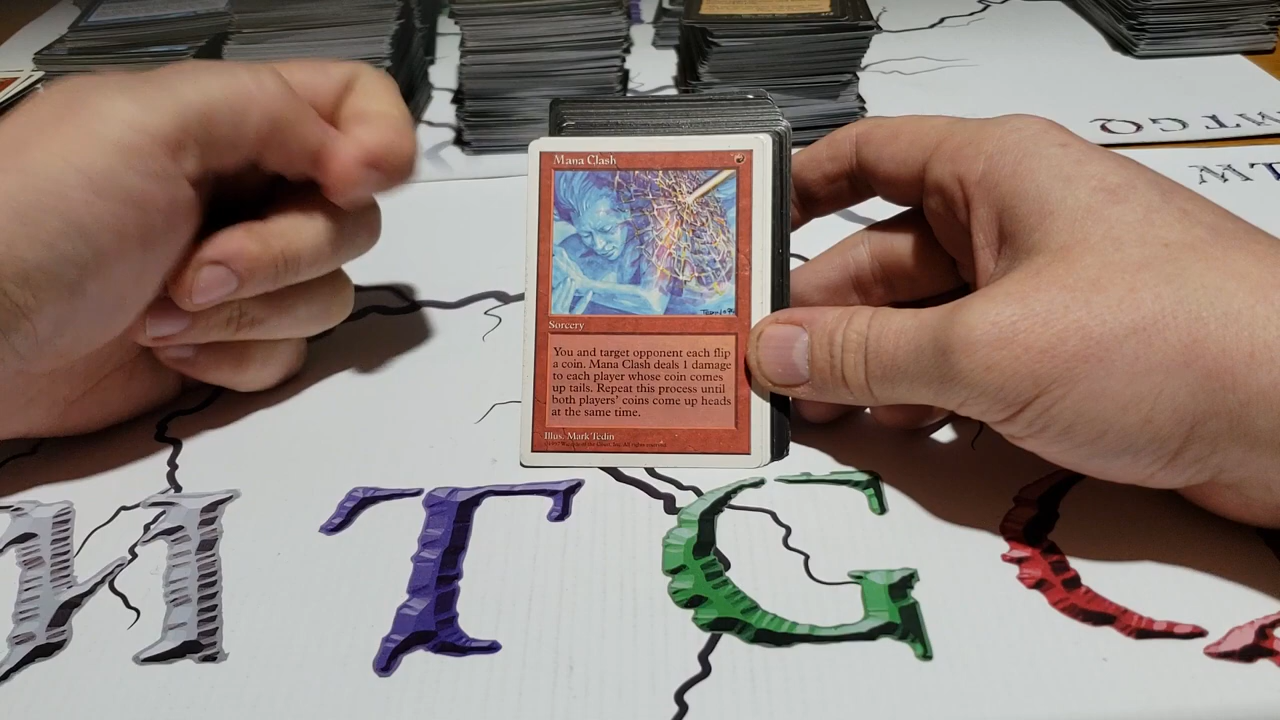 MTGQ
LW
Mana Clash
Sorcery
You and target opponent each flip
a coin. Mana Clash deals 1 damage
to each player whose coin comes
up tails. Repeat this process until
both players' coins come up heads
at the same time.
Illus. Mark Tedin
MTG